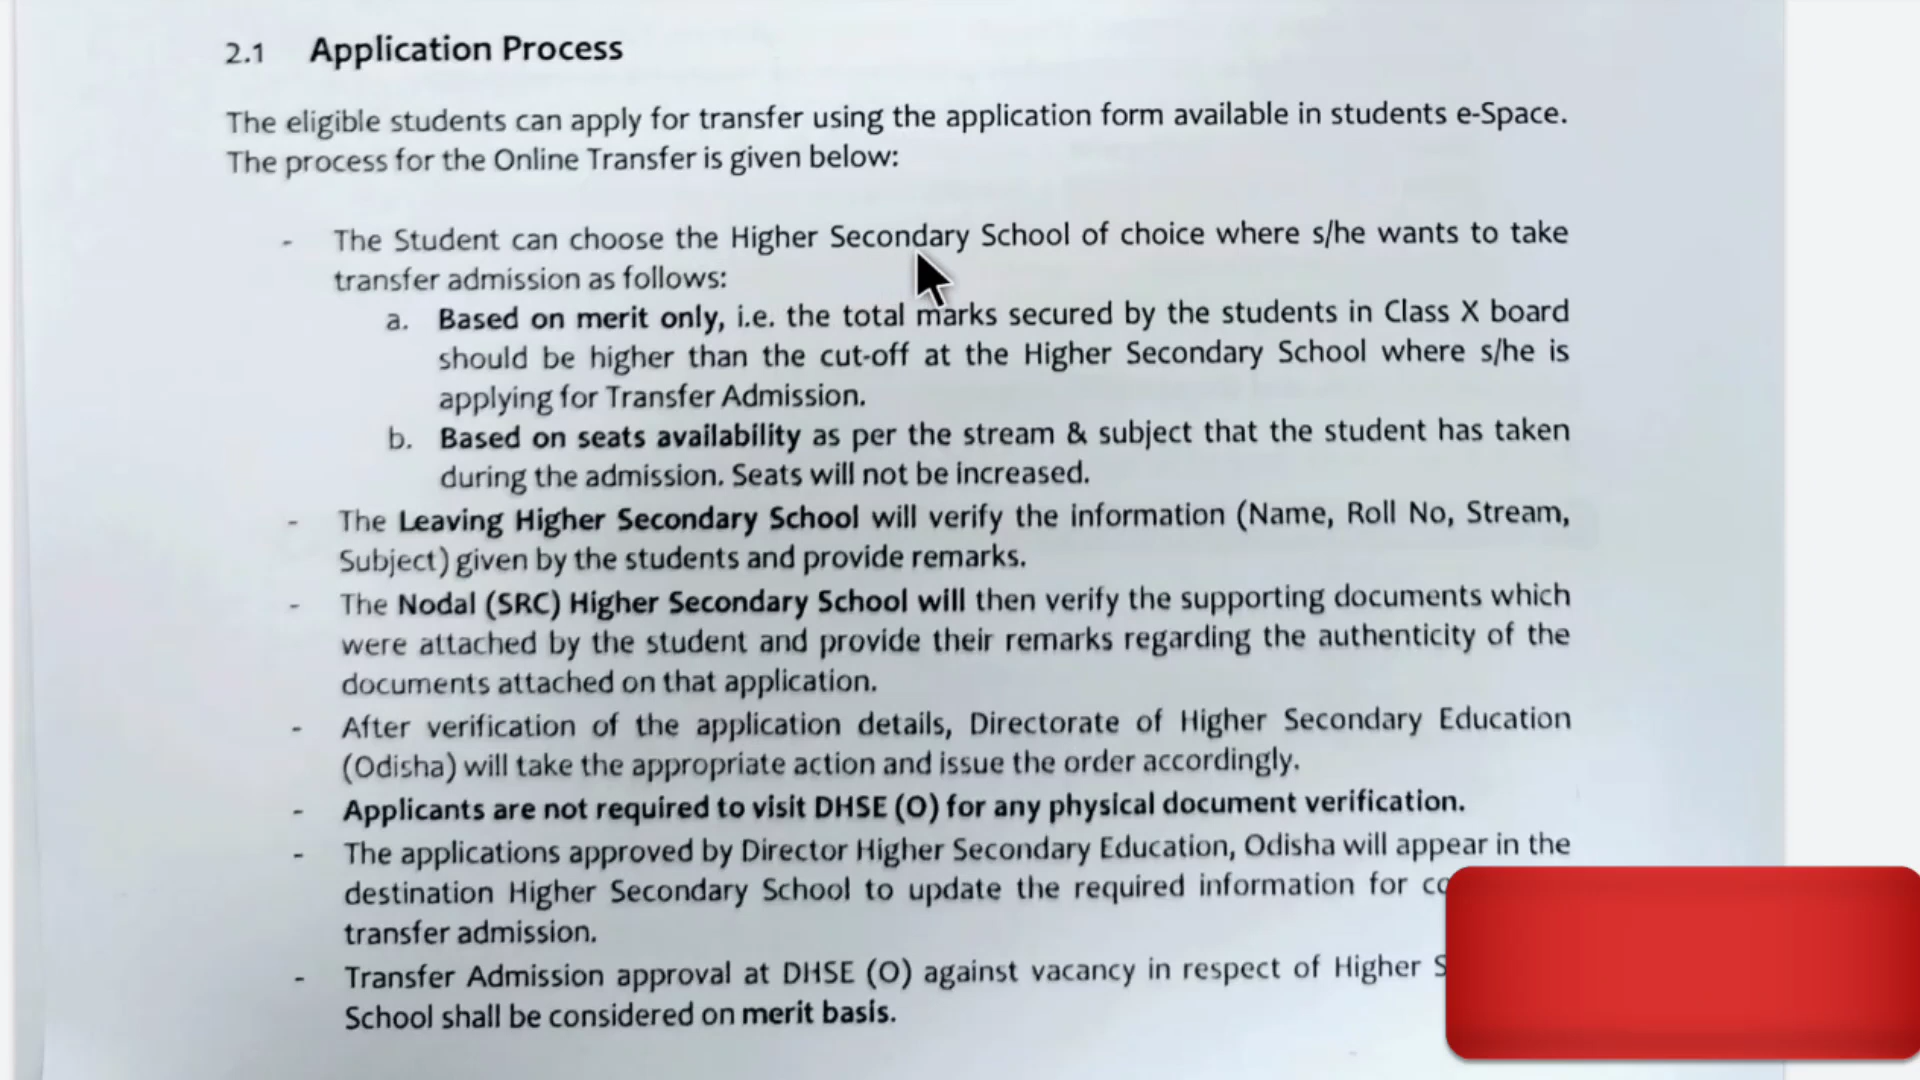 2.1 Application Process
The eligible students can apply for transfer using the application form available in students e-Space.
The process for the Online Transfer is given below:
- The Student can choose the Higher Secondary School of choice where s/he wants to take
transfer admission as follows:
a. Based on merit only, i.e. the total marks secured by the students in Class X board
should be higher than the cut-off at the Higher Secondary School where s/he is
applying for Transfer Admission.
b. Based on seats availability as per the stream & subject that the student has taken
during the admission. Seats will not be increased.
- The Leaving Higher Secondary School will verify the information (Name, Roll No, Stream,
Subject) given by the students and provide remarks.
- The Nodal (SRC) Higher Secondary School will then verify the supporting documents which
were attached by the student and provide their remarks regarding the authenticity of the
documents attached on that application.
- After verification of the application details, Directorate of Higher Secondary Education
(Odisha) will take the appropriate action and issue the order accordingly.
- Applicants are not required to visit DHSE (O) for any physical document verification.
- The applications approved by Director Higher Secondary Education, Odisha will appear in the
destination Higher Secondary School to update the required information for
transfer admission.
- Transfer Admission approval at DHSE (O) against vacancy in respect of Higher
School shall be considered on merit basis.